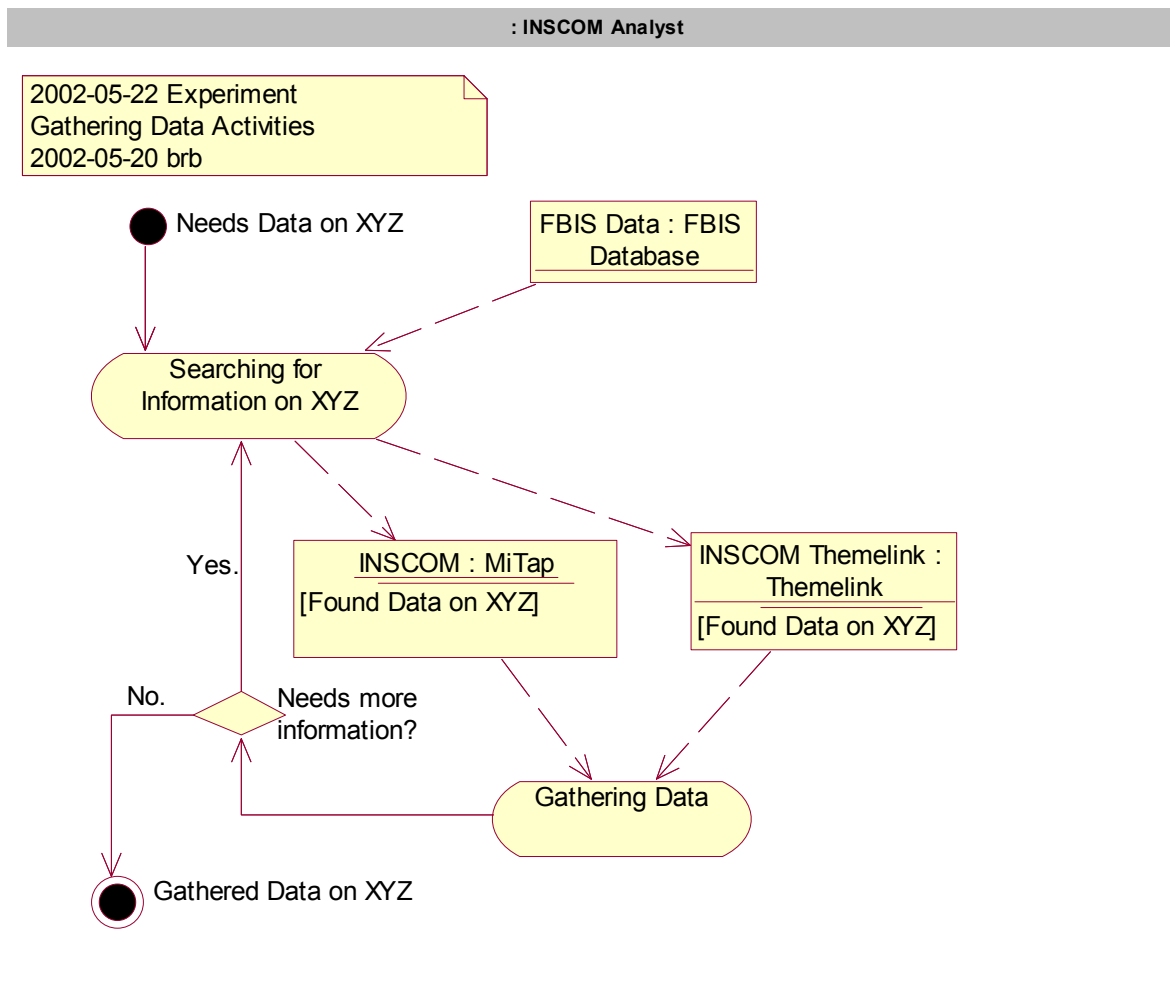 : INSCOM Analyst
2002-05-22 Experiment
Gathering Data Activities
2002-05-20 brb
Needs Data on XYZ
FBIS Data : FBIS
Database
Searching for
Information on XYZ
Yes.
INSCOM : MiTap
[Found Data on XYZ]
INSCOM Themelink :
Themelink
[Found Data on XYZ]
No.
Needs more
information?
Gathering Data
Gathered Data on XYZ